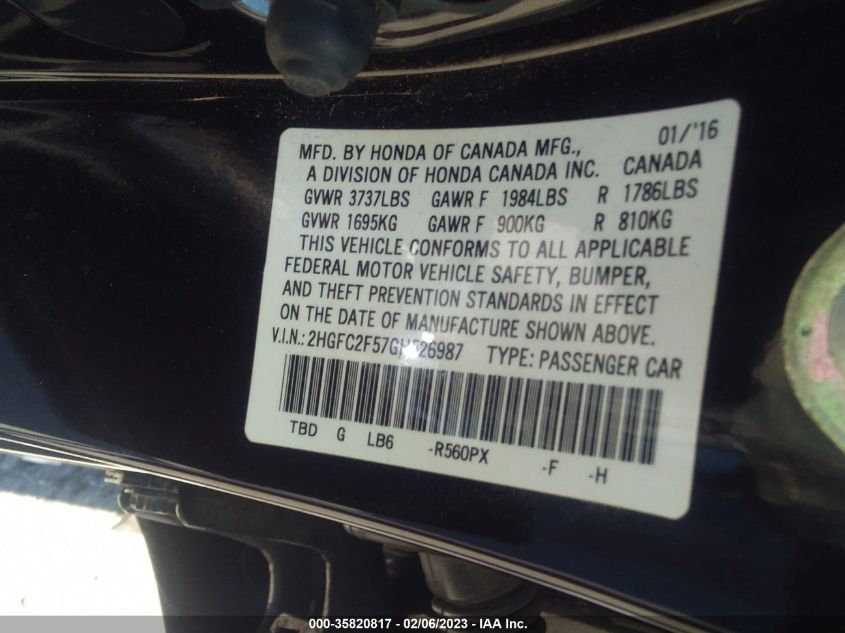 01/'16
MFD. BY HONDA OF CANADA MFG.,
A DIVISION OF HONDA CANADA INC. CANADA
GVWR 3737LBS GAWR F 1984LBS R 1786LBS
GVWR 1695KG GAWR F 900KG R 810KG
THIS VEHICLE CONFORMS TO ALL APPLICABLE
FEDERAL MOTOR VEHICLE SAFETY, BUMPER,
AND THEFT PREVENTION STANDARDS IN EFFECT
ON THE DATE OF MANUFACTURE SHOWN ABOVE.
V.I.N.: TYPE: PASSENGER CAR
TBD G LB6 -R560PX -F -H
000-35820817 - 02/06/2023 - IAA Inc.